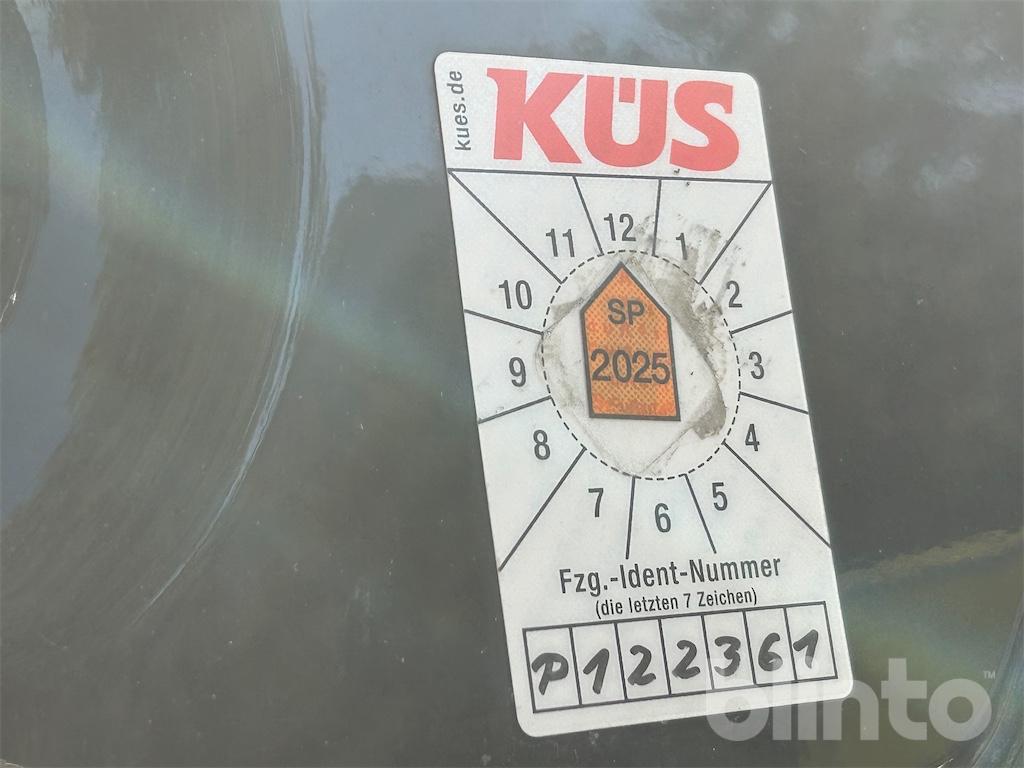 kues.de
KÜS
11 12 1
10 2
9 3
8 4
7 6 5
SP
2025
Fzg.-Ident-Nummer
(die letzten 7 Zeichen)
P122361
olinto™